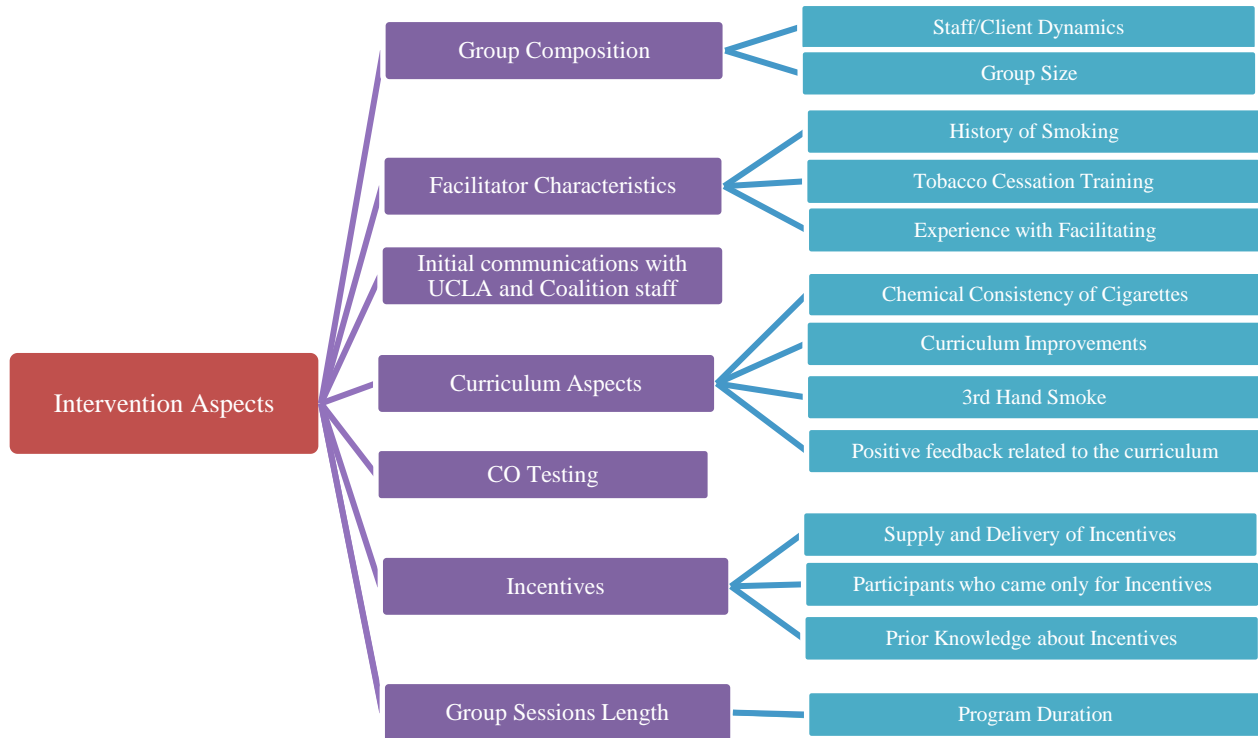 Intervention Aspects
Group Composition
Staff/Client Dynamics
Group Size
Facilitator Characteristics
History of Smoking
Tobacco Cessation Training
Experience with Facilitating
Initial communications with
UCLA and Coalition staff
Curriculum Aspects
Chemical Consistency of Cigarettes
Curriculum Improvements
3rd Hand Smoke
Positive feedback related to the curriculum
CO Testing
Incentives
Supply and Delivery of Incentives
Participants who came only for Incentives
Prior Knowledge about Incentives
Group Sessions Length
Program Duration